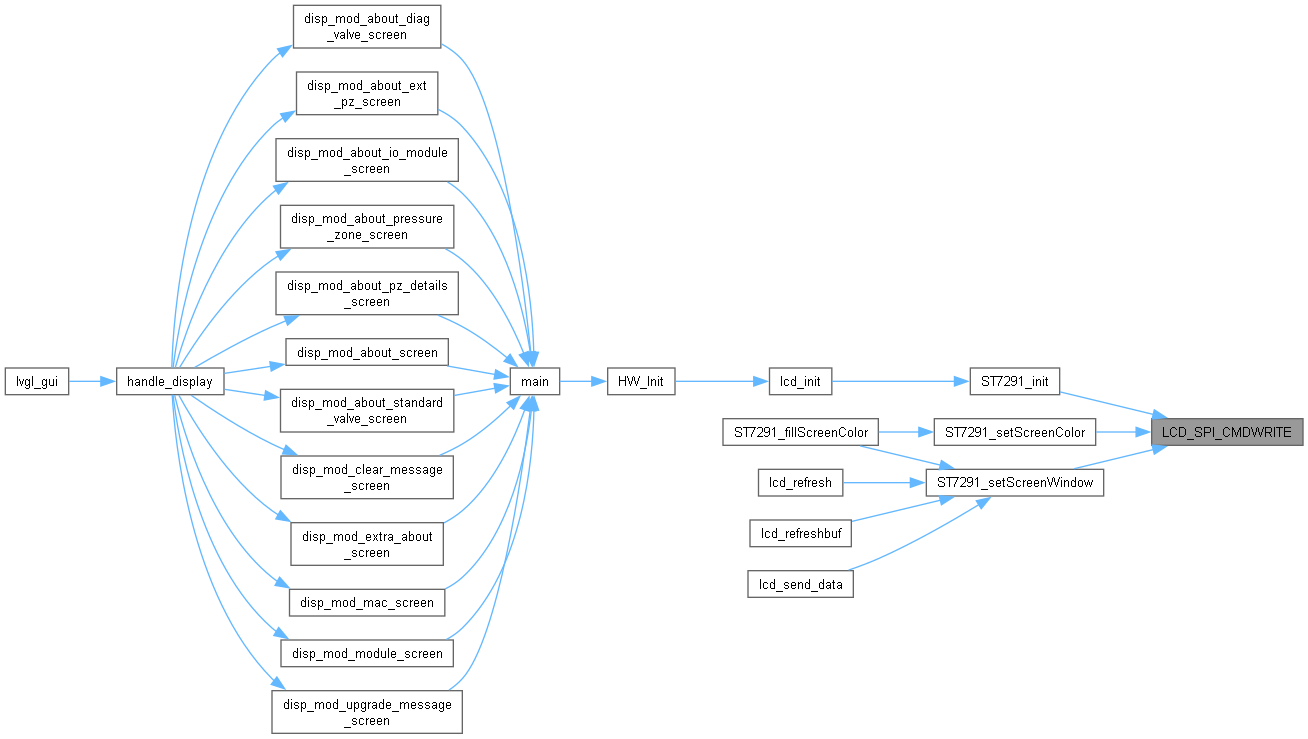 disp_mod_about_diag
_valve_screen
disp_mod_about_ext
_pz_screen
disp_mod_about_io_module
_screen
disp_mod_about_pressure
_zone_screen
disp_mod_about_pz_details
_screen
disp_mod_about_screen
lvgl_gui
handle_display
main
HW_Init
lcd_init
ST7291_init
disp_mod_about_standard
_valve_screen
ST7291_fillScreenColor
ST7291_setScreenColor
LCD_SPI_CMDWRITE
disp_mod_clear_message
_screen
lcd_refresh
ST7291_setScreenWindow
disp_mod_extra_about
_screen
lcd_refreshbuf
lcd_send_data
disp_mod_mac_screen
disp_mod_module_screen
disp_mod_upgrade_message
_screen